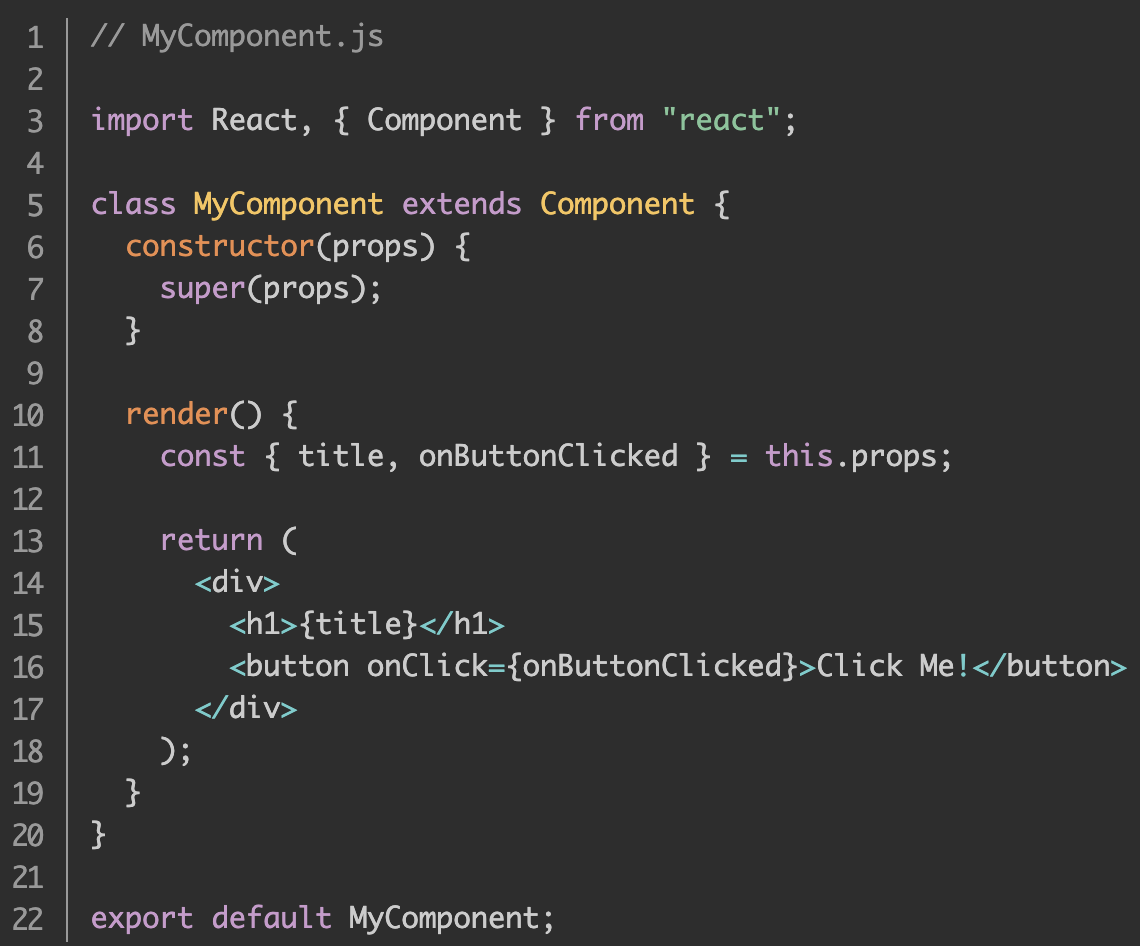 1 // MyComponent.js
2
3 import React, { Component } from "react";
4
5 class MyComponent extends Component {
6   constructor(props) {
7     super(props);
8   }
9
10   render() {
11     const { title, onButtonClicked } = this.props;
12
13     return (
14       <div>
15         <h1>{title}</h1>
16         <button onClick={onButtonClicked}>Click Me!</button>
17       </div>
18     );
19   }
20 }
21
22 export default MyComponent;